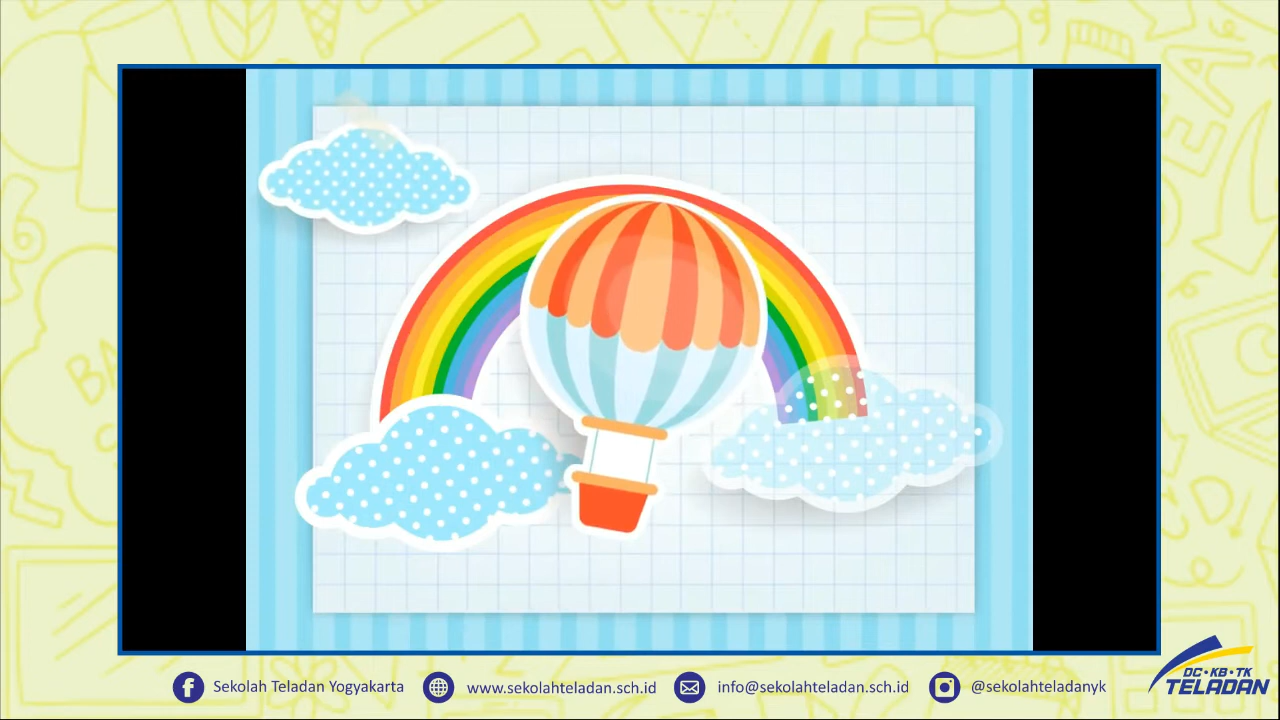 Sekolah Teladan Yogyakarta
www.sekolahteladan.sch.id
info@sekolahteladan.sch.id
@sekolahteladanyk
DC•KB•TK
TELADAN